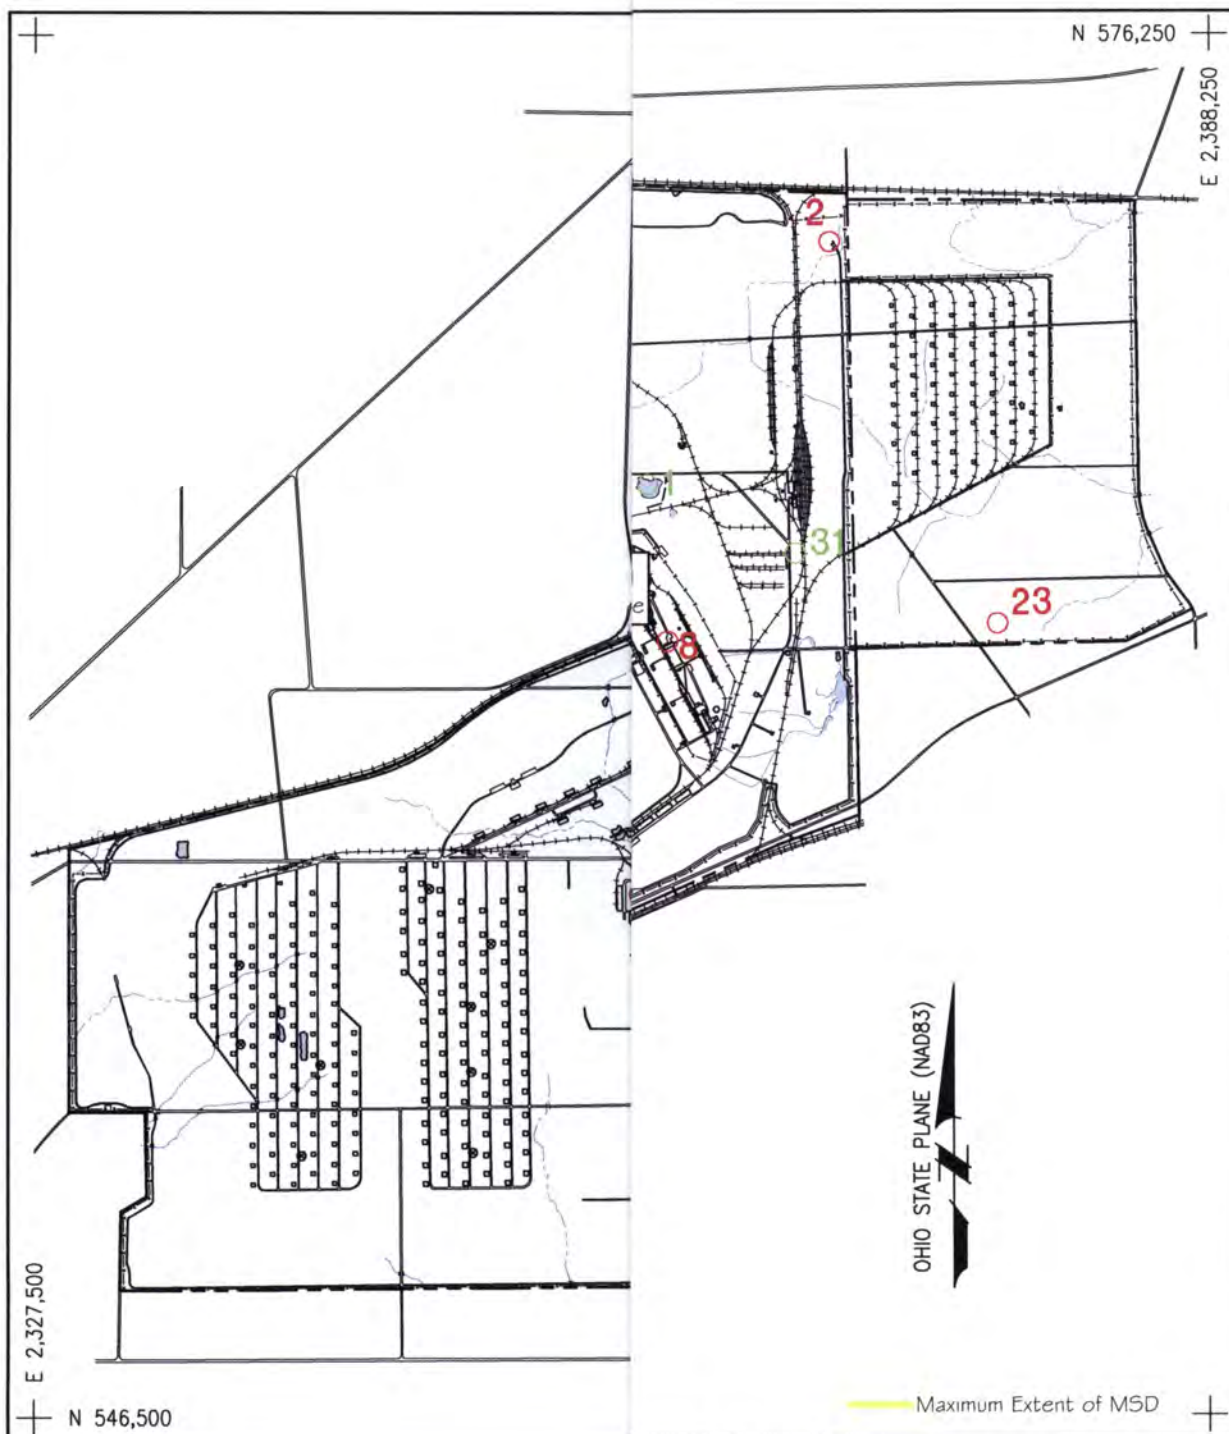 N 576,250
E 2,388,250
2
1
31
23
e
8
OHIO STATE PLANE (NAD83)
E 2,327,500
N 546,500
Maximum Extent of MSD